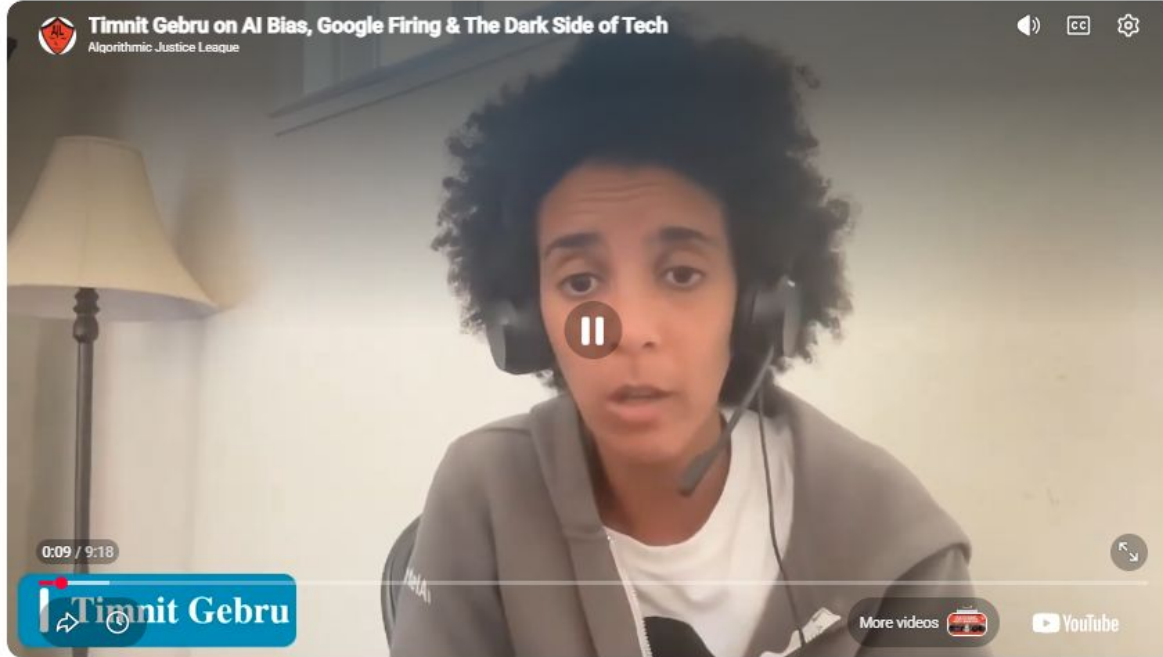 Timnit Gebru on AI Bias, Google Firing & The Dark Side of Tech
Algorithmic Justice League
AJL
CC
0:09 / 9:18
Timnit Gebru
More videos
YouTube